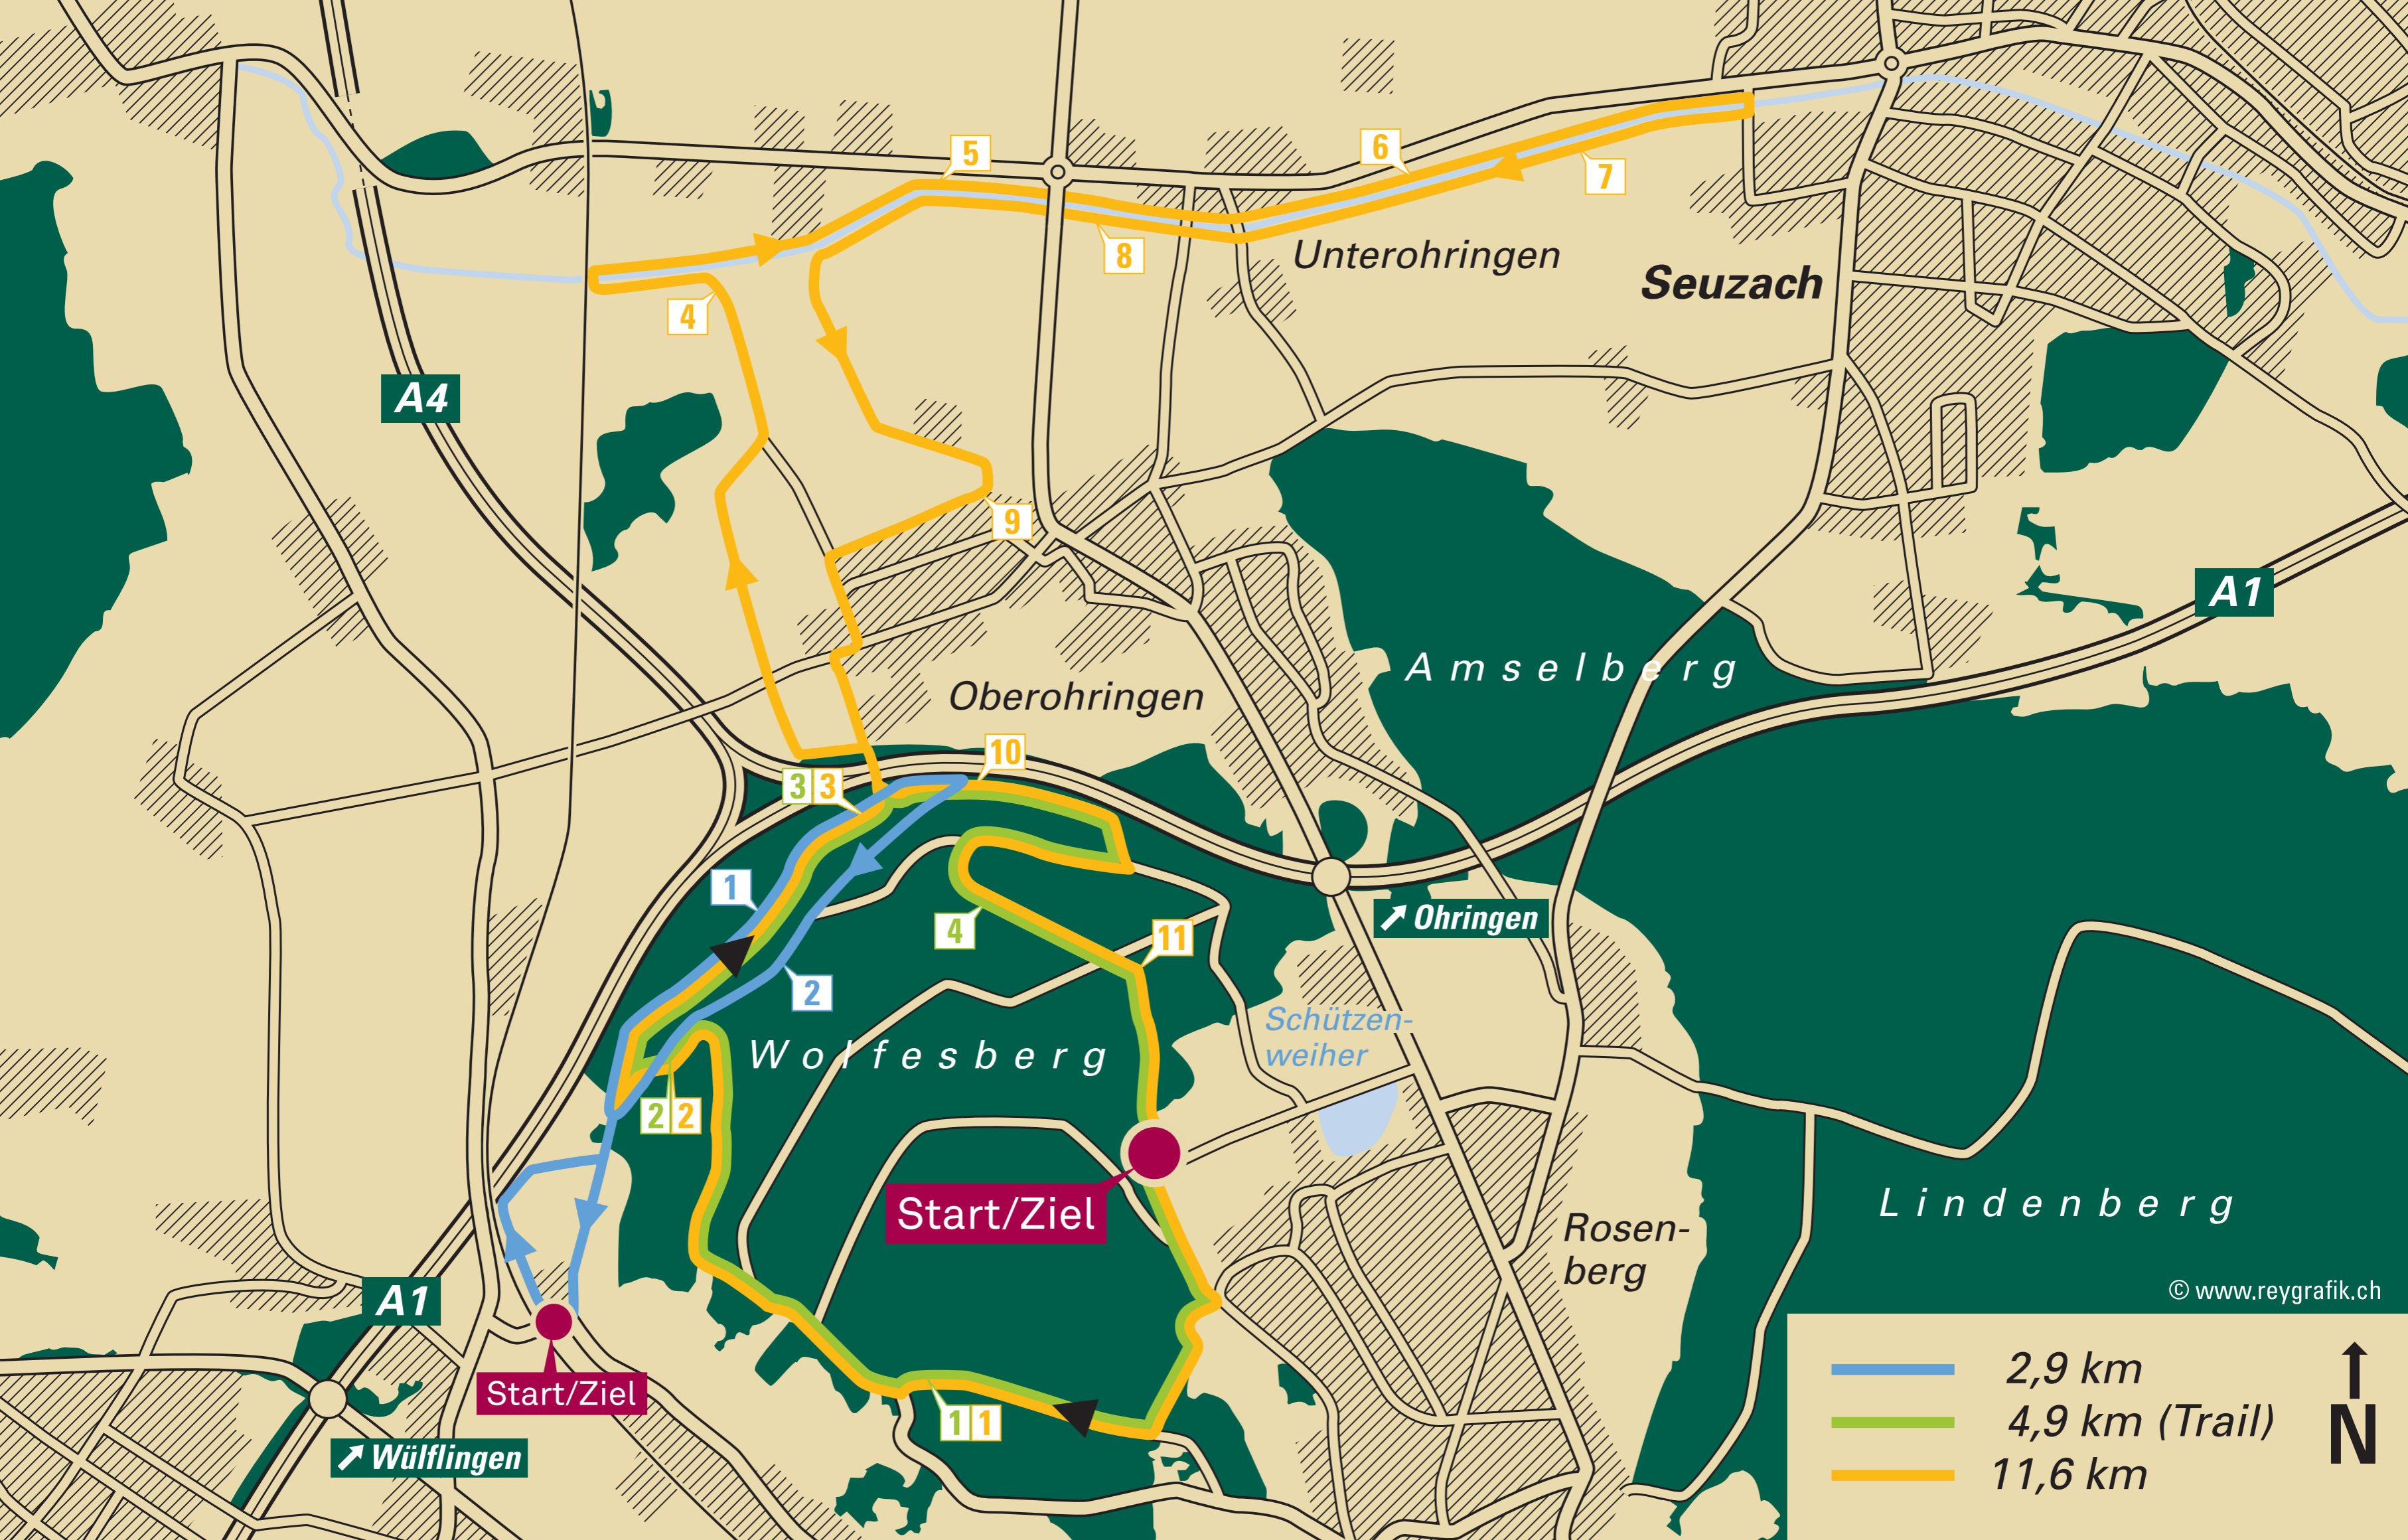 5
6
7
8
Unterohringen
Seuzach
4
A4
9
A1
Amselberg
Oberohringen
10
3 3
1
Ohringen
4
11
2
Schützen-
weiher
Wolfesberg
2 2
Start/Ziel
Lindenberg
Rosen-
berg
A1
© www.reygrafik.ch
2,9 km
Start/Ziel
1 1
4,9 km (Trail)
N
Wülflingen
11,6 km